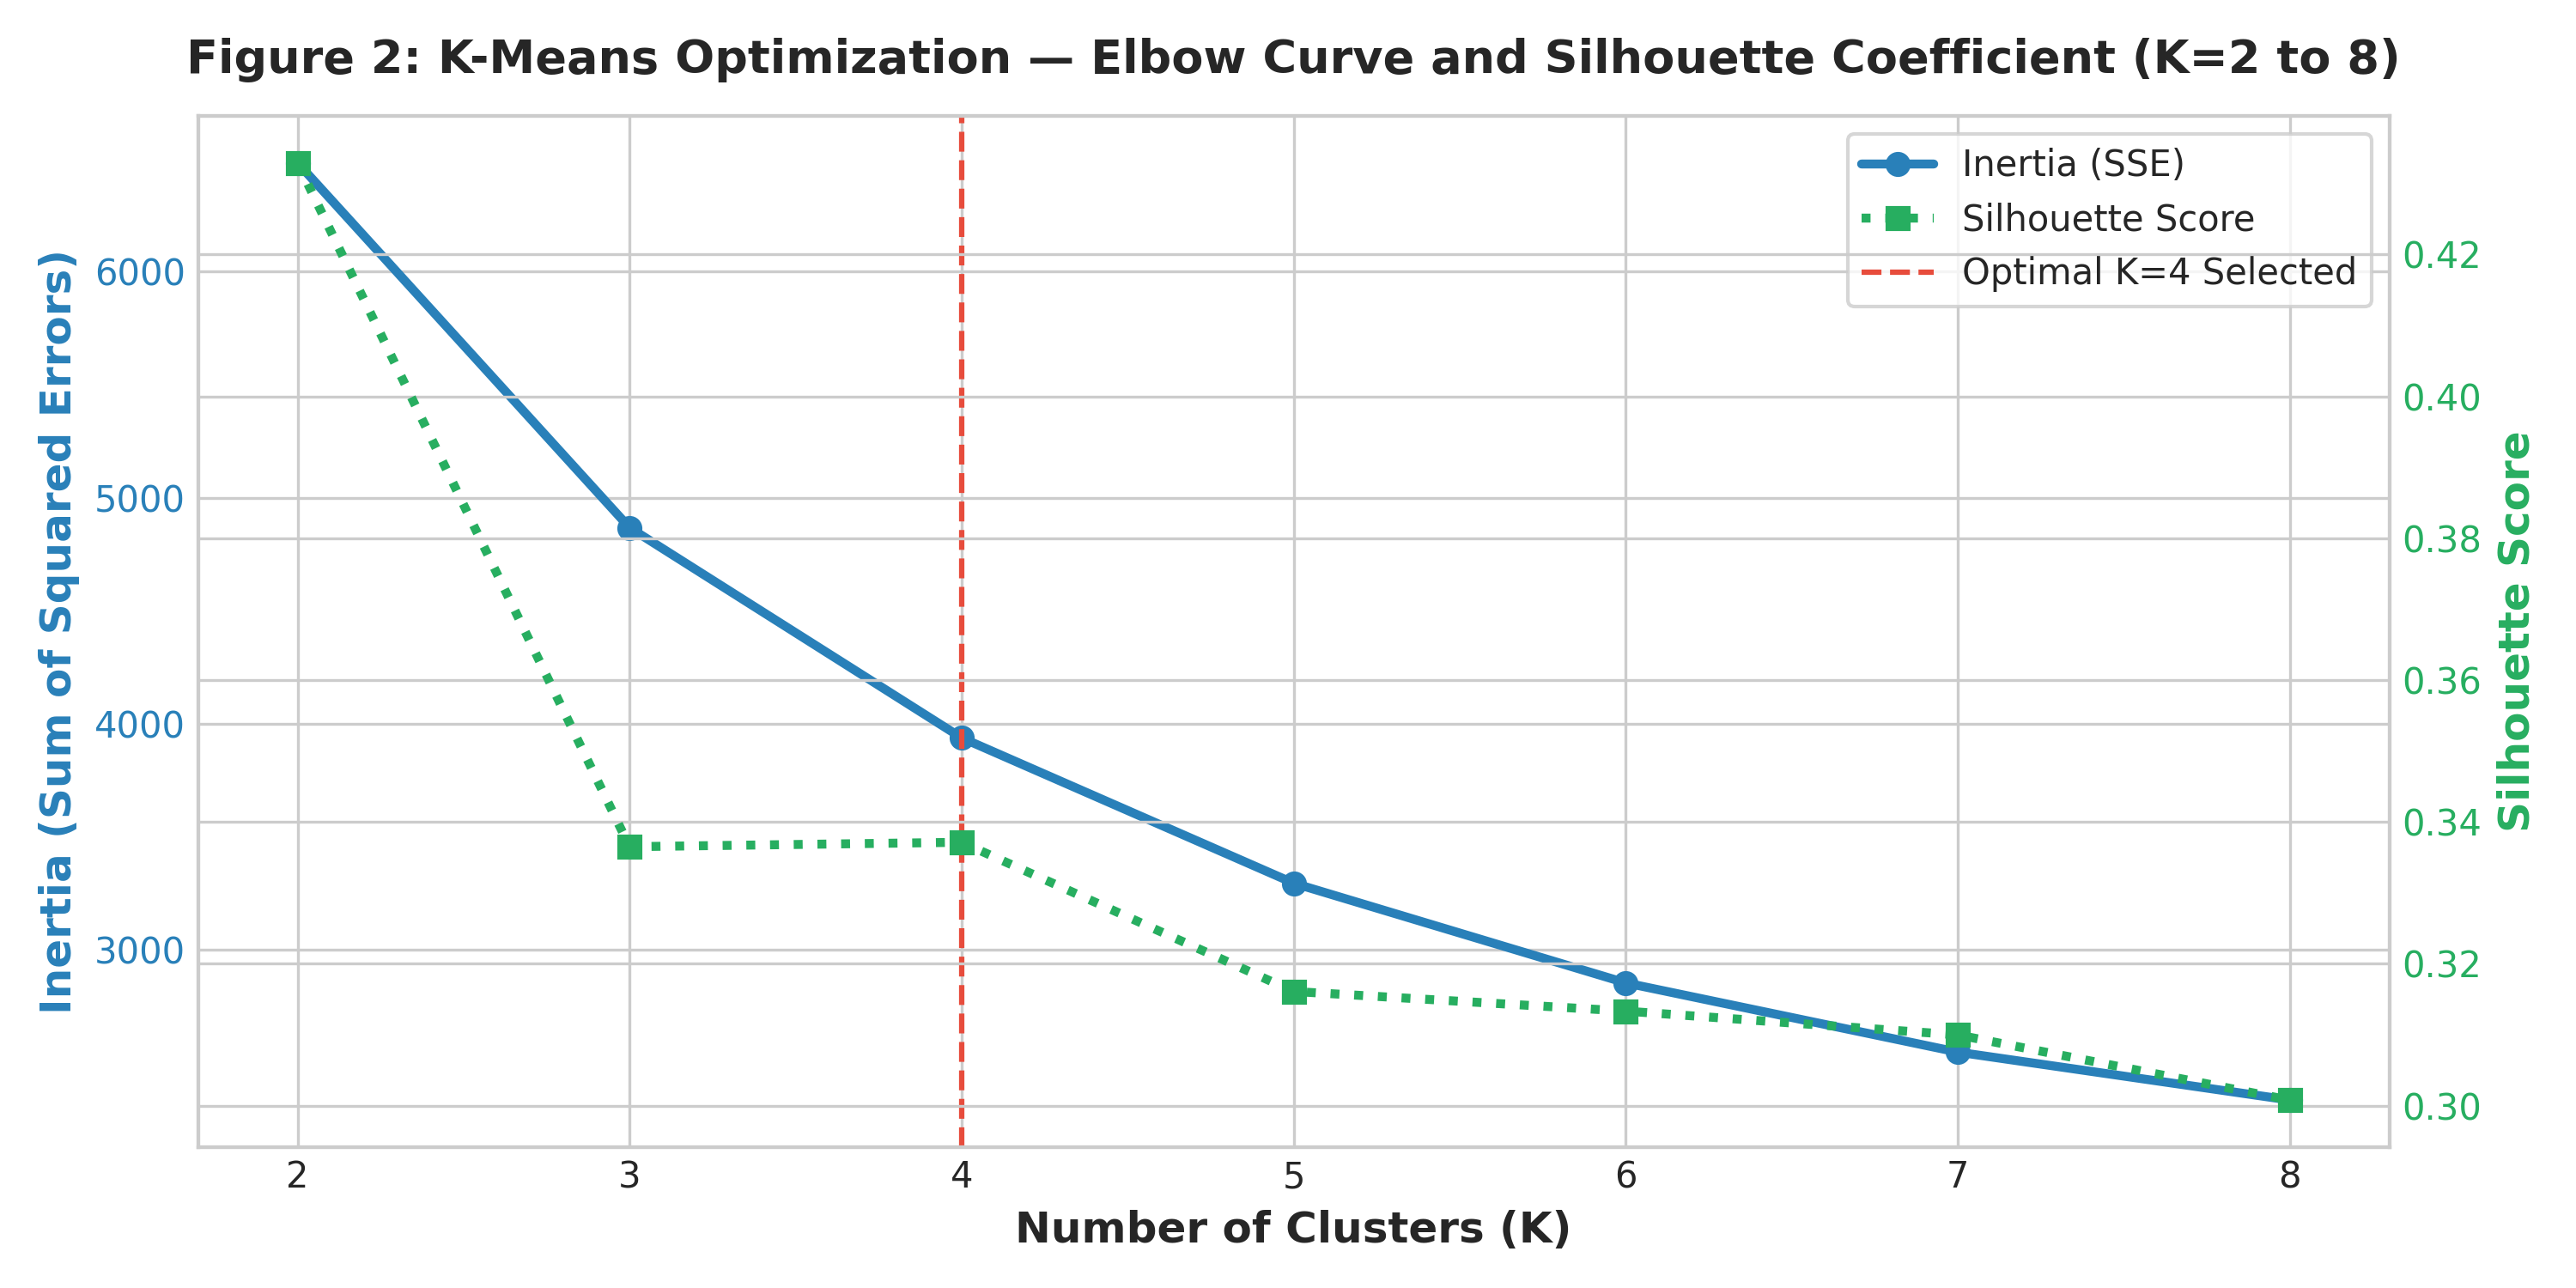 Figure 2: K-Means Optimization — Elbow Curve and Silhouette Coefficient (K=2 to 8)
Inertia (SSE)
Silhouette Score
Optimal K=4 Selected
Inertia (Sum of Squared Errors)
6000
5000
4000
3000
0.42
0.40
0.38
0.36
0.34
0.32
0.30
Silhouette Score
2 3 4 5 6 7 8
Number of Clusters (K)